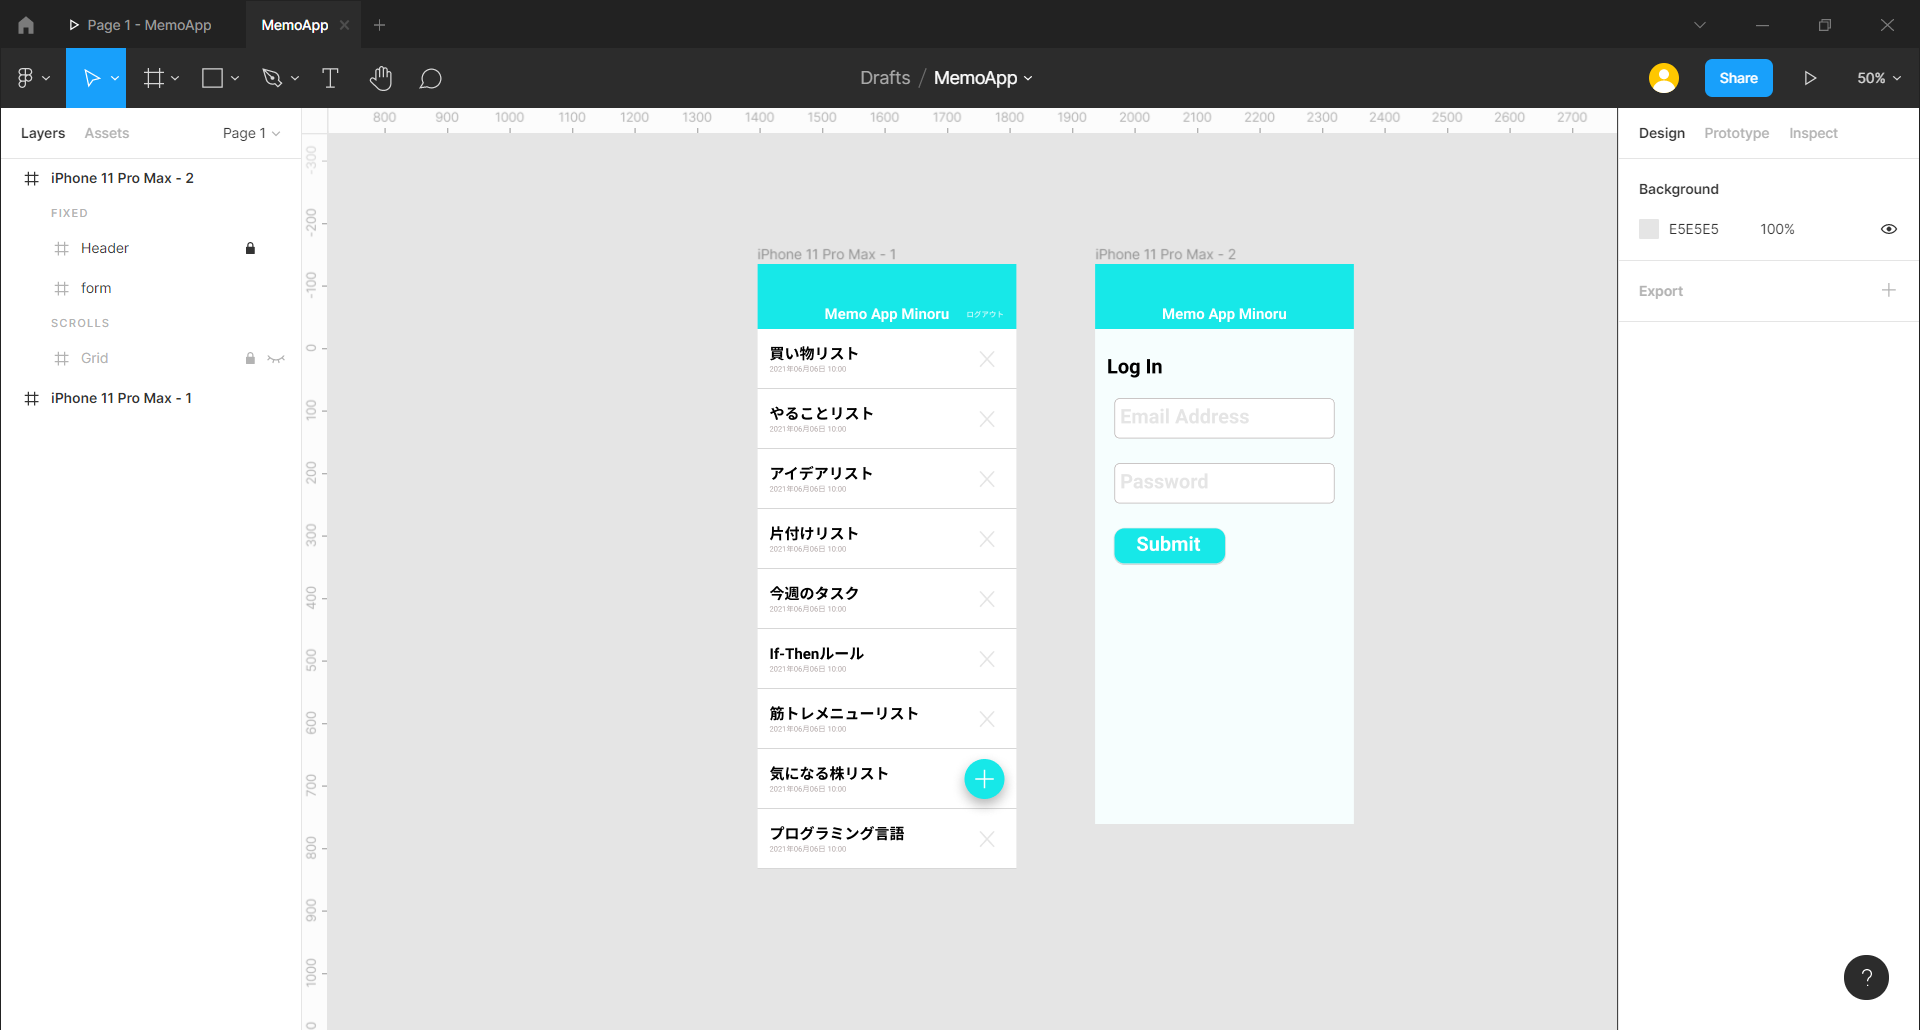 Page 1 - MemoApp
MemoApp
Drafts / MemoApp
Share
50%
Layers
Assets
Page 1
iPhone 11 Pro Max - 2
FIXED
Header
form
SCROLLS
Grid
iPhone 11 Pro Max - 1
800 900 1000 1100 1200 1300 1400 1500 1600 1700 1800 1900 2000 2100 2200 2300 2400 2500 2600 2700
-300
-200
-100
0
100
200
300
400
500
600
700
800
900
1000
iPhone 11 Pro Max - 1
Memo App Minoru
ログアウト
買い物リスト
2021年06月06日 10:00
やることリスト
2021年06月06日 10:00
アイデアリスト
2021年06月06日 10:00
片付けリスト
2021年06月06日 10:00
今週のタスク
2021年06月06日 10:00
If-Thenルール
2021年06月06日 10:00
筋トレメニューリスト
2021年06月06日 10:00
気になる株リスト
2021年06月06日 10:00
プログラミング言語
2021年06月06日 10:00
iPhone 11 Pro Max - 2
Memo App Minoru
Log In
Email Address
Password
Submit
Design
Prototype
Inspect
Background
E5E5E5
100%
Export
?